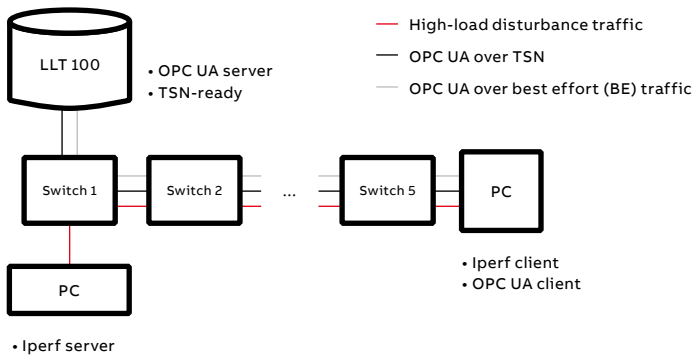 LLT 100
• OPC UA server
• TSN-ready
High-load disturbance traffic
OPC UA over TSN
OPC UA over best effort (BE) traffic
Switch 1
Switch 2
...
Switch 5
PC
PC
• Iperf client
• OPC UA client
• Iperf server